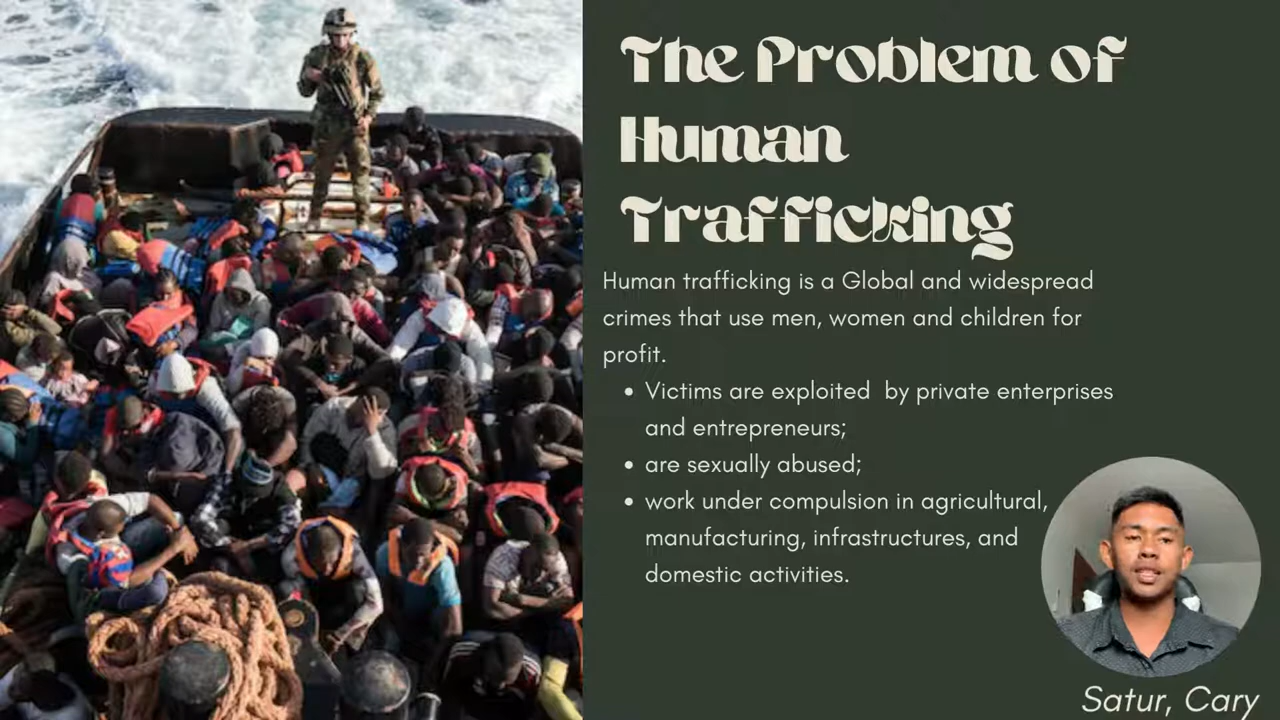 The Problem of
Human
Trafficking
Human trafficking is a Global and widespread
crimes that use men, women and children for
profit.
• Victims are exploited  by private enterprises
and entrepreneurs;
• are sexually abused;
• work under compulsion in agricultural,
manufacturing, infrastructures, and
domestic activities.
Satur, Cary